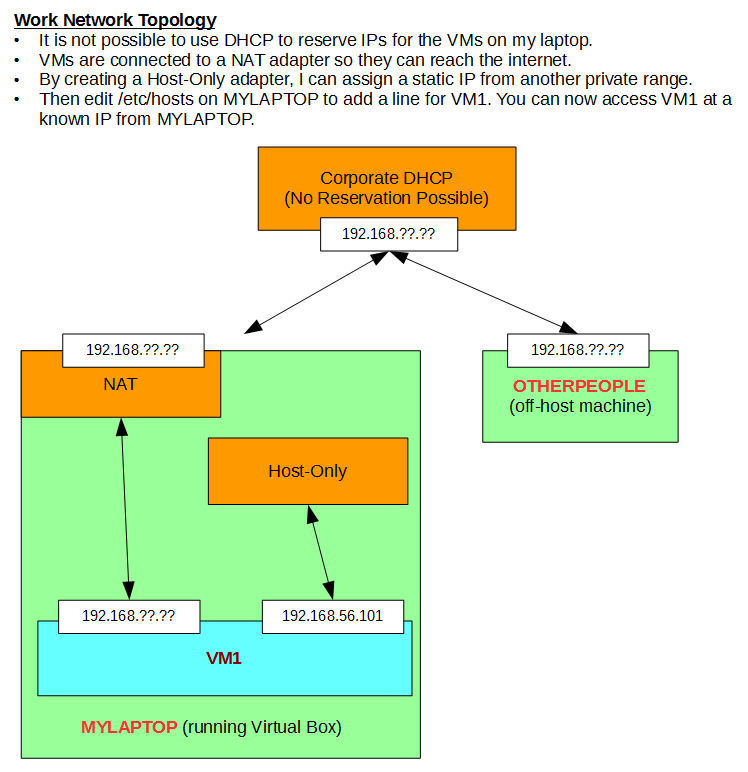 Work Network Topology
• It is not possible to use DHCP to reserve IPs for the VMs on my laptop.
• VMs are connected to a NAT adapter so they can reach the internet.
• By creating a Host-Only adapter, I can assign a static IP from another private range.
• Then edit /etc/hosts on MYLAPTOP to add a line for VM1. You can now access VM1 at a
known IP from MYLAPTOP.
Corporate DHCP
(No Reservation Possible)
192.168.??.??
192.168.??.??
NAT
192.168.??.??
OTHERPEOPLE
(off-host machine)
Host-Only
192.168.??.??
192.168.56.101
VM1
MYLAPTOP (running Virtual Box)